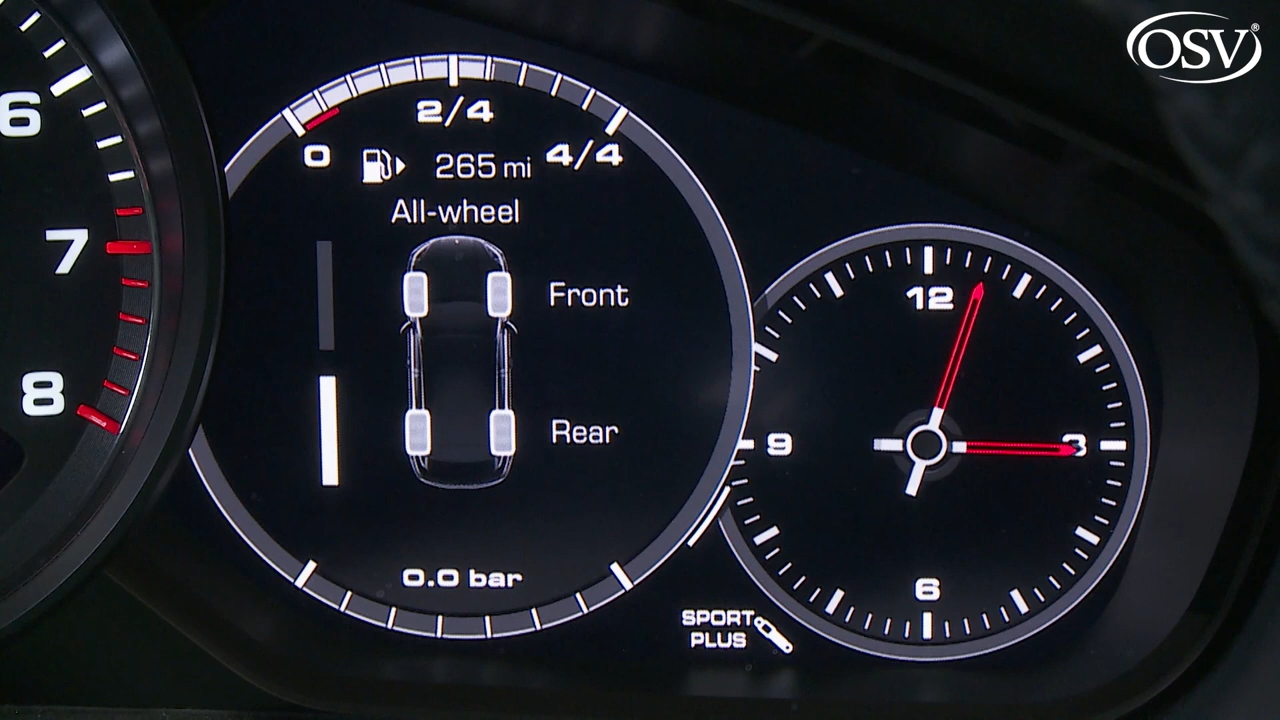 OSV®
6
7
8
2/4
0
265 mi
4/4
All-wheel
Front
Rear
0.0 bar
12
3
6
9
SPORT
PLUS